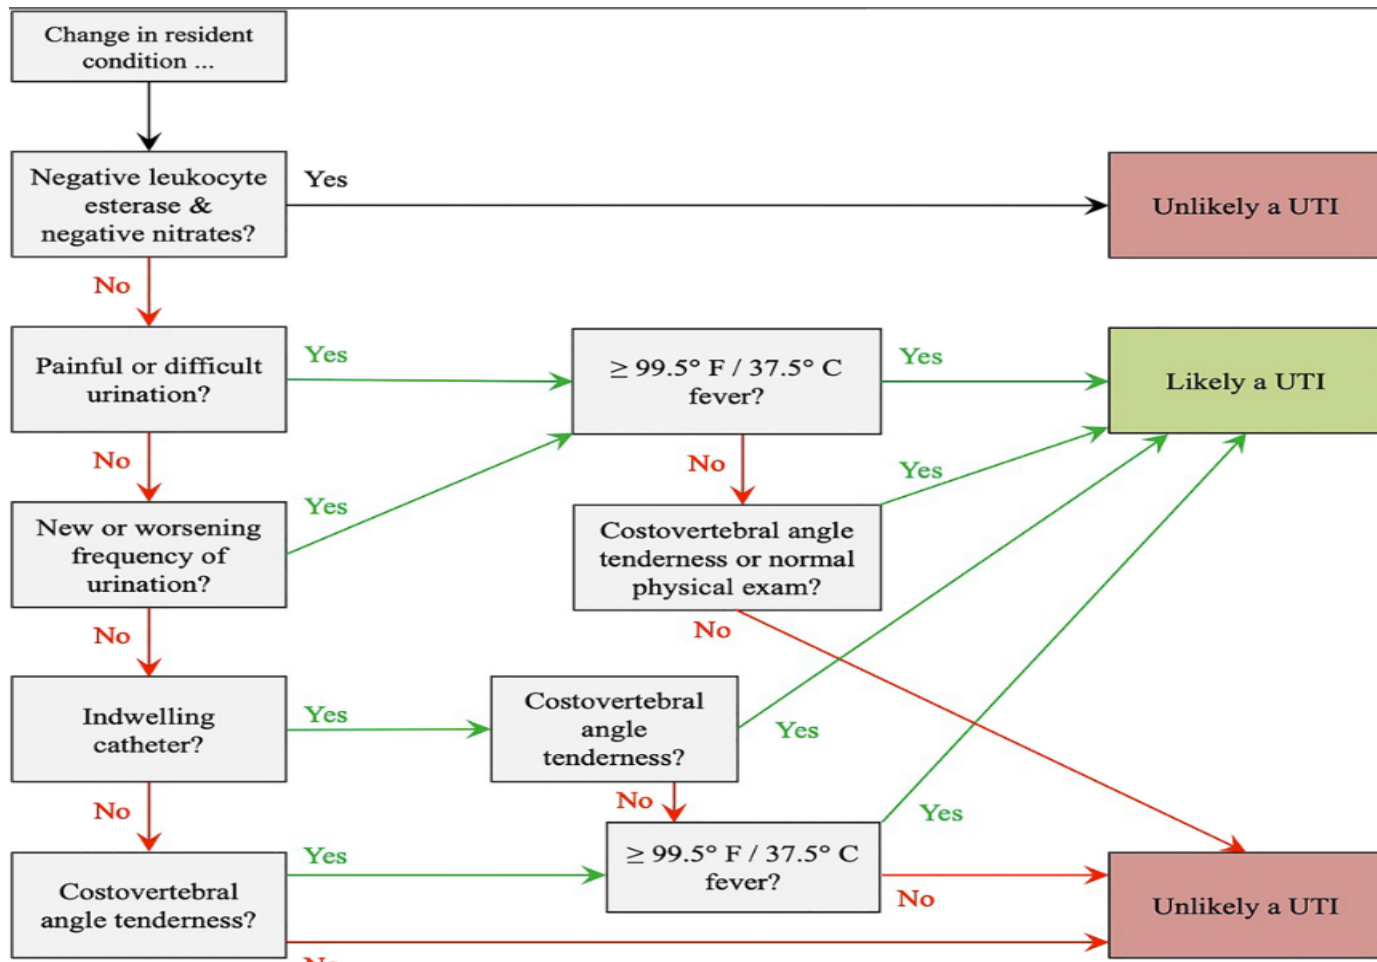 Change in resident
condition ...
Negative leukocyte
esterase &
negative nitrates?
Yes
Unlikely a UTI
No
Painful or difficult
urination?
Yes
≥ 99.5° F / 37.5° C
fever?
Yes
Likely a UTI
No
No
Yes
New or worsening
frequency of
urination?
Yes
Costovertebral angle
tenderness or normal
physical exam?
No
No
Indwelling
catheter?
Yes
Costovertebral
angle
tenderness?
Yes
No
No
Yes
Costovertebral
angle tenderness?
Yes
≥ 99.5° F / 37.5° C
fever?
No
Unlikely a UTI
No